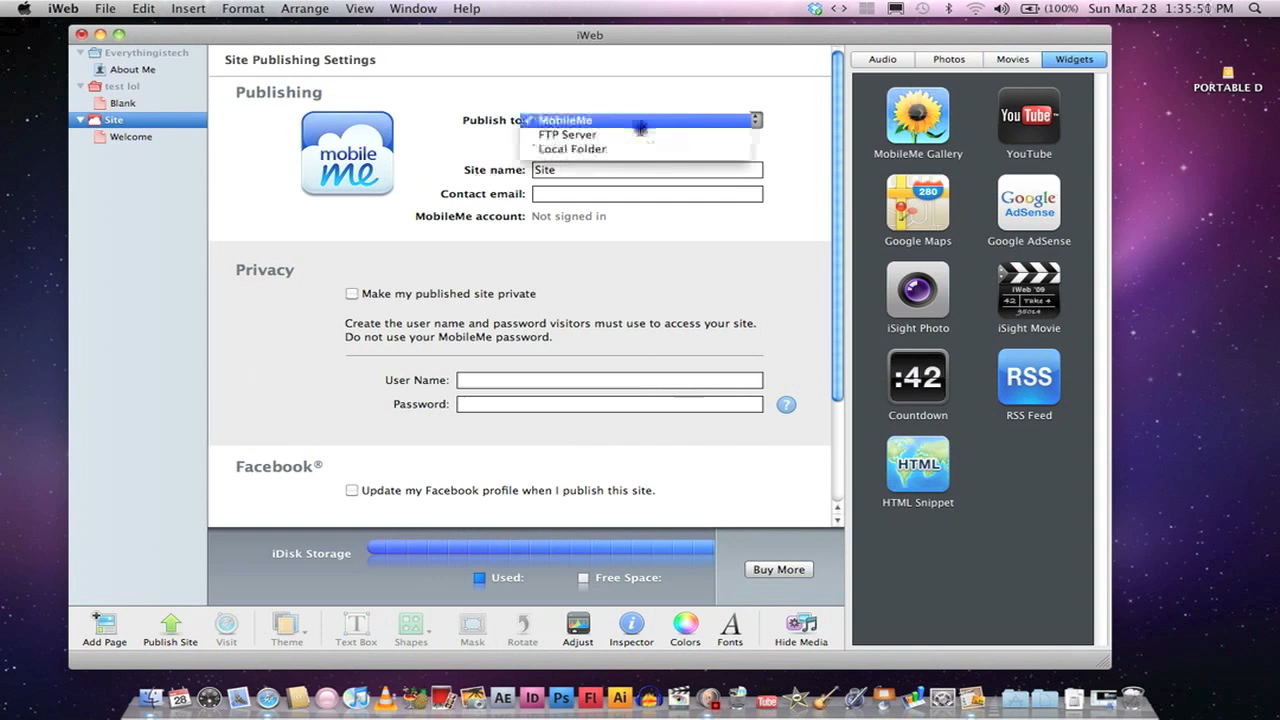 iWeb File Edit Insert Format Arrange View Window Help (100%) Sun Mar 28 1:35:50 PM
iWeb
Everythingistech
About Me
test lol
Blank
Site
Welcome
Site Publishing Settings
Publishing
mobile me
Publish to
MobileMe
FTP Server
Local Folder
Site name: Site
Contact email:
MobileMe account: Not signed in
Privacy
Make my published site private
Create the user name and password visitors must use to access your site.
Do not use your MobileMe password.
User Name:
Password: ?
Facebook®
Update my Facebook profile when I publish this site.
iDisk Storage
Used: Free Space:
Buy More
Add Page Publish Site Visit Theme Text Box Shapes Mask Rotate Adjust Inspector Colors Fonts Hide Media
Audio Photos Movies Widgets
MobileMe Gallery
You Tube
YouTube
280
Google Maps
Google AdSense
Google AdSense
iSight Photo
iWeb '09
42 Take 4
95014
iSight Movie
:42
Countdown
RSS
RSS Feed
HTML
HTML Snippet
PORTABLE D
28 AE ID Ps Fl Ai You Tube